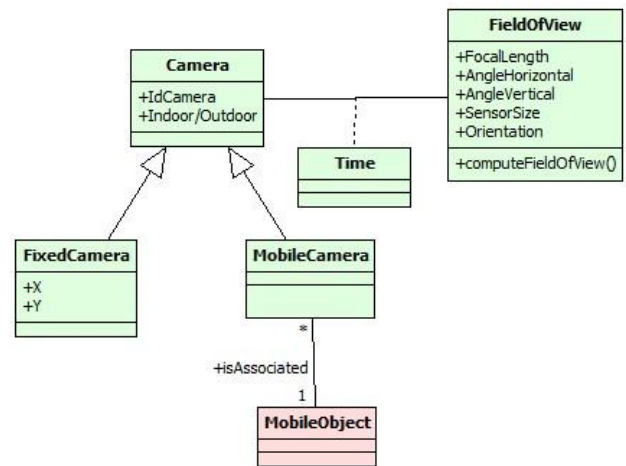 FieldOfView
+FocalLength
+AngleHorizontal
+AngleVertical
+SensorSize
+Orientation
+computeFieldOfView()
Camera
+IdCamera
+Indoor/Outdoor
Time
FixedCamera
+X
+Y
MobileCamera
*
+isAssociated
1
MobileObject